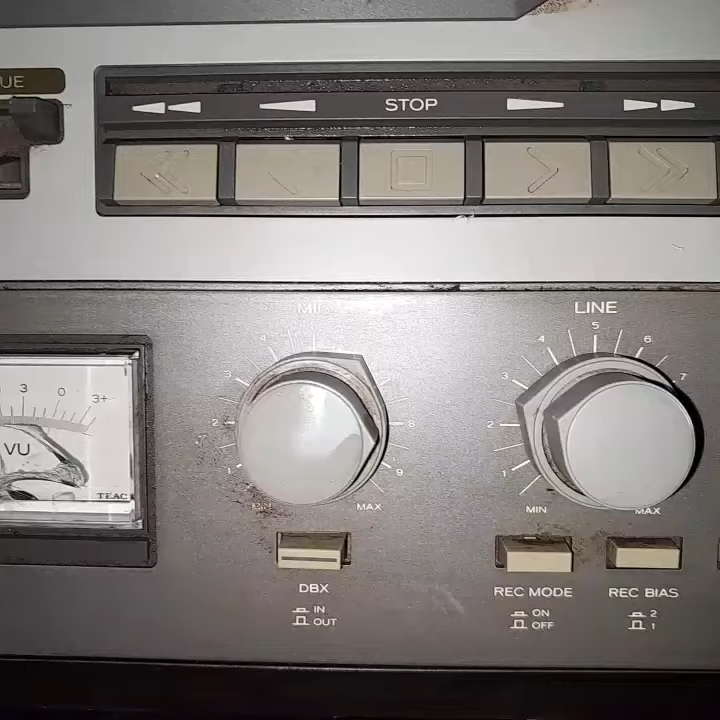 UE
STOP
MIC
LINE
4
3
2
1
8
9
MIN
MAX
5
4
6
3
7
2
1
MIN
MAX
3
0
3+
VU
TEAC
DBX
IN
OUT
REC MODE
ON
OFF
REC BIAS
2
1